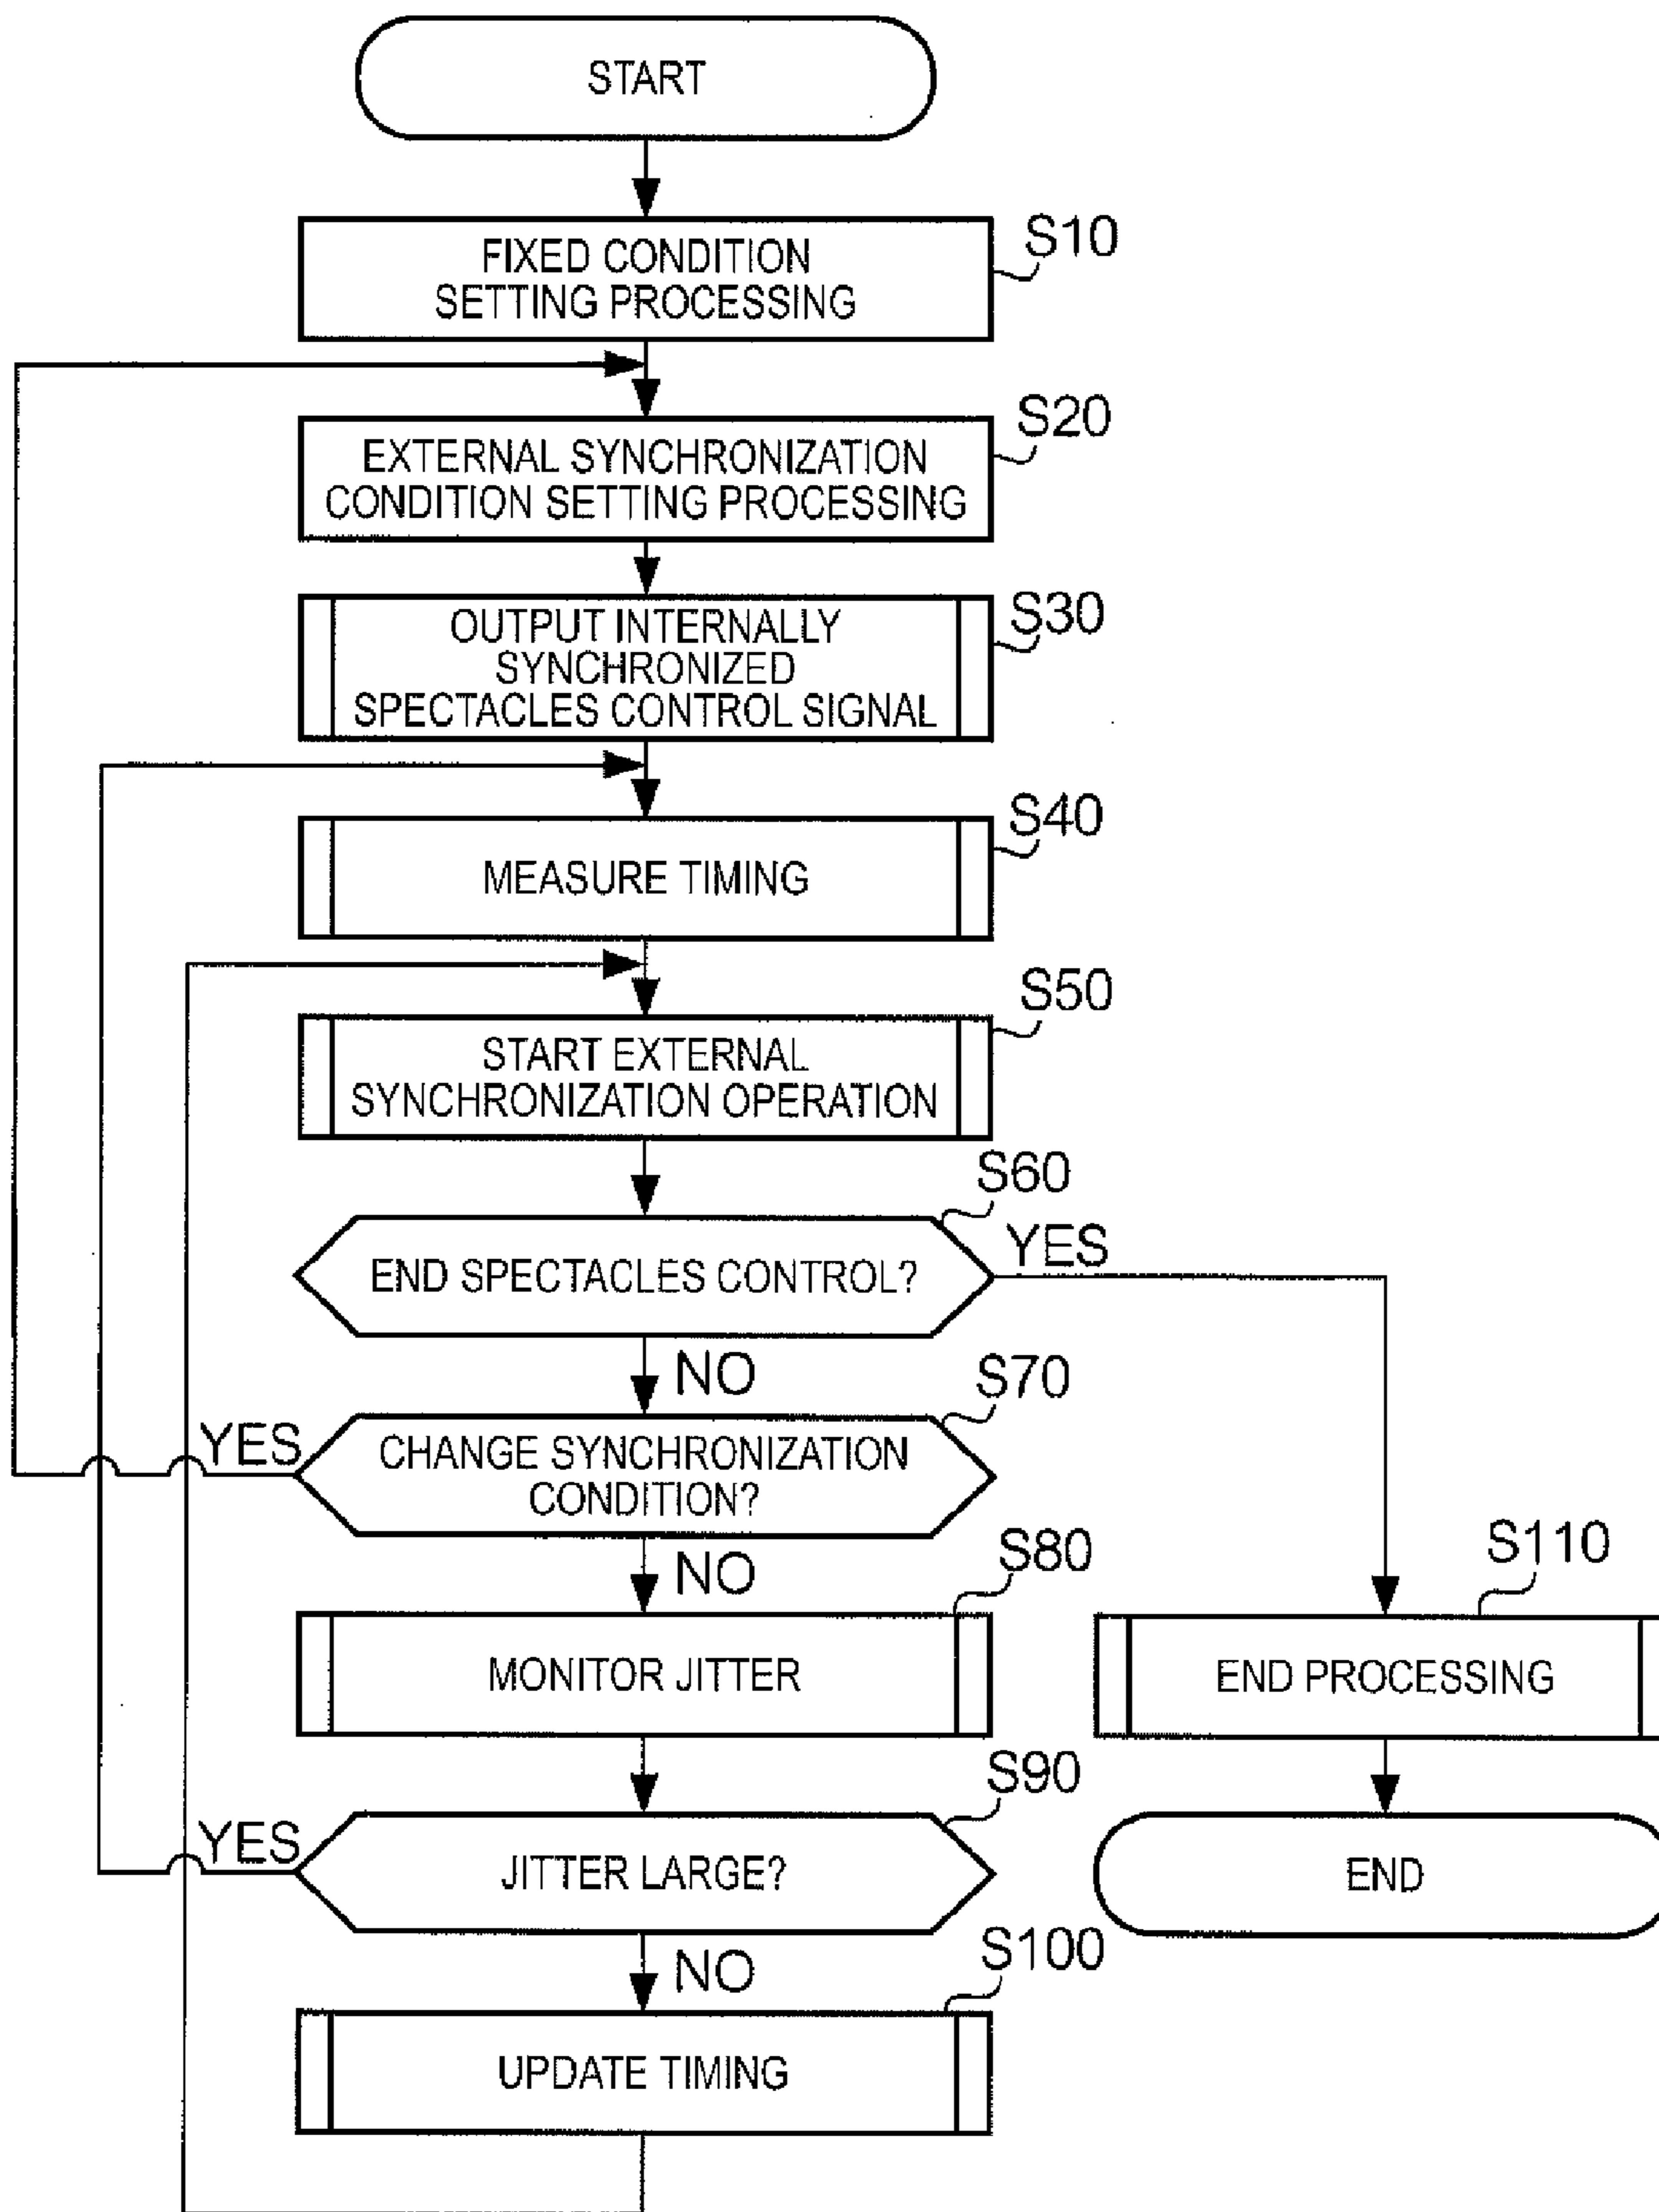 START
S10
FIXED CONDITION
SETTING PROCESSING
S20
EXTERNAL SYNCHRONIZATION
CONDITION SETTING PROCESSING
S30
OUTPUT INTERNALLY
SYNCHRONIZED
SPECTACLES CONTROL SIGNAL
S40
MEASURE TIMING
S50
START EXTERNAL
SYNCHRONIZATION OPERATION
S60
END SPECTACLES CONTROL?
YES
NO
S70
YES
CHANGE SYNCHRONIZATION
CONDITION?
NO
S80
MONITOR JITTER
S110
END PROCESSING
S90
YES
JITTER LARGE?
END
NO
S100
UPDATE TIMING